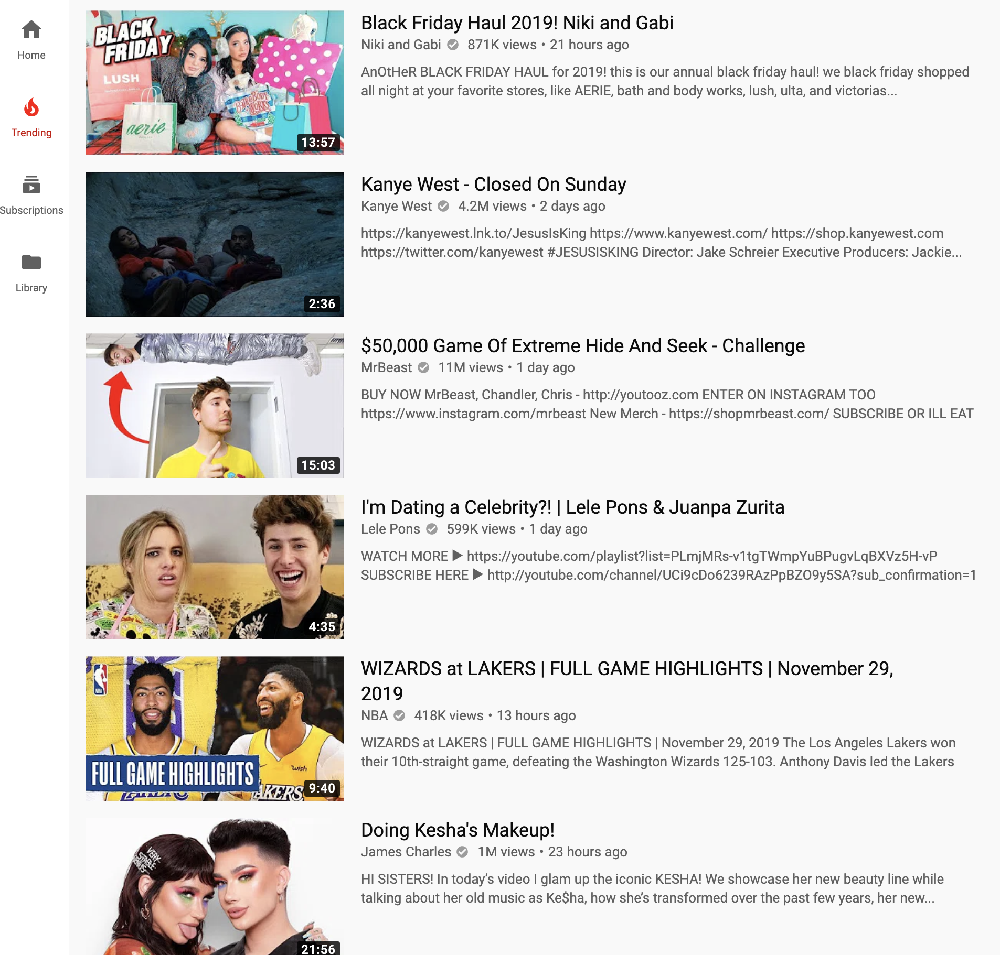 Home
Trending
Subscriptions
Library
BLACK
FRIDAY
LUSH
aerie
BATH & BODY
WORKS
13:57
Black Friday Haul 2019! Niki and Gabi
Niki and Gabi 871K views • 21 hours ago
AnOtHeR BLACK FRIDAY HAUL for 2019! this is our annual black friday haul! we black friday shopped
all night at your favorite stores, like AERIE, bath and body works, lush, ulta, and victorias...
2:36
Kanye West - Closed On Sunday
Kanye West 4.2M views • 2 days ago
https://kanyewest.lnk.to/JesusIsKing https://www.kanyewest.com/ https://shop.kanyewest.com
https://twitter.com/kanyewest #JESUSISKING Director: Jake Schreier Executive Producers: Jackie...
15:03
$50,000 Game Of Extreme Hide And Seek - Challenge
MrBeast 11M views • 1 day ago
BUY NOW MrBeast, Chandler, Chris - http://youtooz.com ENTER ON INSTAGRAM TOO
https://www.instagram.com/mrbeast New Merch - https://shopmrbeast.com/ SUBSCRIBE OR ILL EAT
4:35
I'm Dating a Celebrity?! | Lele Pons & Juanpa Zurita
Lele Pons 599K views • 1 day ago
WATCH MORE ▶ https://youtube.com/playlist?list=PLmjMRs-v1tgTWmpYuBPugvLqBXVz5H-vP
SUBSCRIBE HERE ▶ http://youtube.com/channel/UCi9cDo6239RAzPpBZO9y5SA?sub_confirmation=1
NBA
wish
FULL GAME HIGHLIGHTS
AKERS
9:40
WIZARDS at LAKERS | FULL GAME HIGHLIGHTS | November 29,
2019
NBA 418K views • 13 hours ago
WIZARDS at LAKERS | FULL GAME HIGHLIGHTS | November 29, 2019 The Los Angeles Lakers won
their 10th-straight game, defeating the Washington Wizards 125-103. Anthony Davis led the Lakers
VERY
STABLE
GENIUS
21:56
Doing Kesha's Makeup!
James Charles 1M views • 23 hours ago
HI SISTERS! In today’s video I glam up the iconic KESHA! We showcase her new beauty line while
talking about her old music as Ke$ha, how she’s transformed over the past few years, her new...